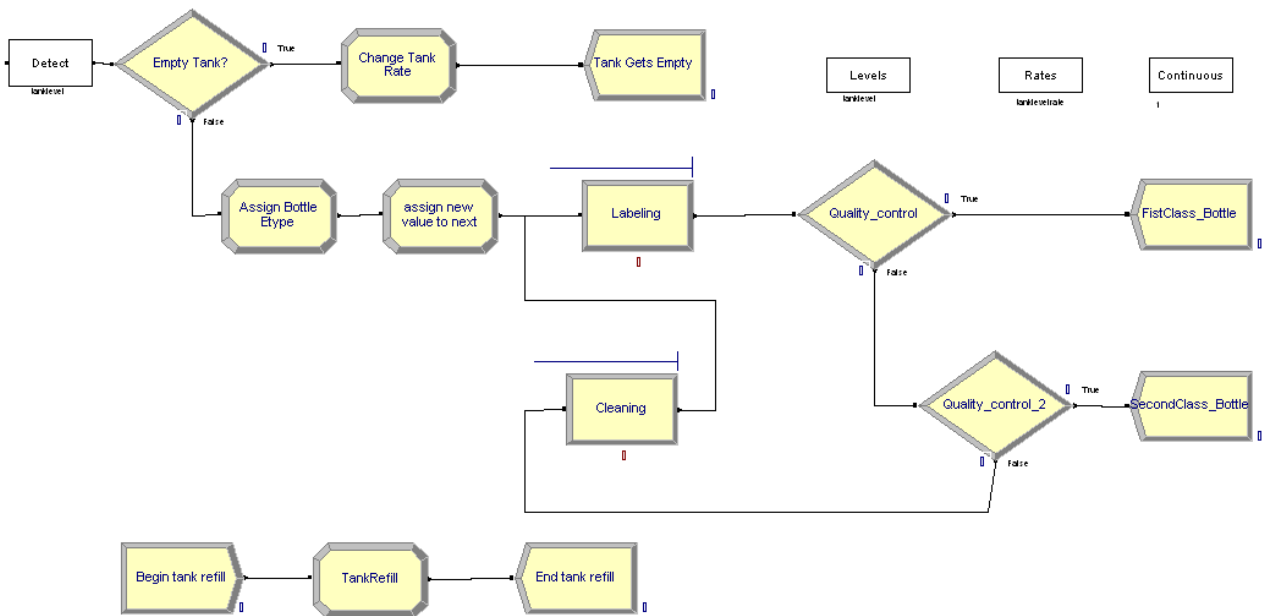 Detect
tanklevel
Empty Tank?
True
False
Change Tank
Rate
Tank Gets Empty
Levels
tanklevel
Rates
tanklevelrate
Continuous
1
Assign Bottle
Etype
assign new
value to next
Labeling
Quality_control
True
False
FistClass_Bottle
Cleaning
Quality_control_2
True
False
SecondClass_Bottle
Begin tank refill
TankRefill
End tank refill